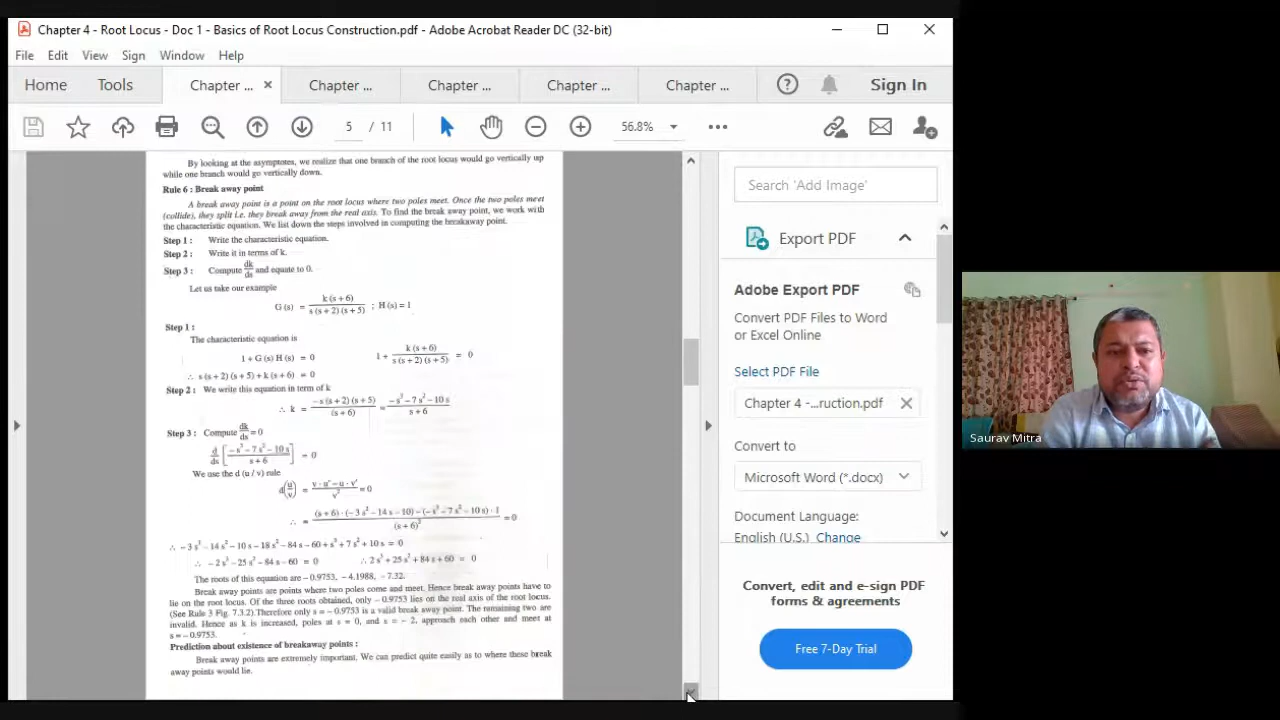 Chapter 4 - Root Locus - Doc 1 - Basics of Root Locus Construction.pdf - Adobe Acrobat Reader DC (32-bit)
File Edit View Sign Window Help
Home Tools Chapter ... Chapter ... Chapter ... Chapter ... Chapter ... Sign In
5 / 11 56.8%
By looking at the asymptotes, we realize that one branch of the root locus would go vertically up
while one branch would go vertically down.
Rule 6 : Break away point
A break away point is a point on the root locus where two poles meet. Once the two poles meet
(collide), they split i.e. they break away from the real axis. To find the break away point, we work with
the characteristic equation. We list down the steps involved in computing the breakaway point.
Step 1 : Write the characteristic equation.
Step 2 : Write it in terms of k.
Step 3 : Compute dk/ds and equate to 0.
Let us take our example
G (s) = k (s + 6) / s (s + 2) (s + 5) ; H (s) = 1
Step 1 :
The characteristic equation is
1 + G (s) H (s) = 0 1 + k (s + 6) / s (s + 2) (s + 5) = 0
∴ s (s + 2) (s + 5) + k (s + 6) = 0
Step 2 : We write this equation in term of k
∴ k = −s (s + 2) (s + 5) / (s + 6) = −s³ − 7 s² − 10 s / s + 6
Step 3 : Compute dk/ds = 0
d/ds [ −s³ − 7 s² − 10 s / s + 6 ] = 0
We use the d (u / v) rule
d(u/v) = v · u' − u · v' / v² = 0
∴ = (s + 6) · (−3 s² − 14 s − 10) − (−s³ − 7 s² − 10 s) · 1 / (s + 6)² = 0
∴ −3 s³ − 14 s² − 10 s − 18 s² − 84 s − 60 + s³ + 7 s² + 10 s = 0
∴ −2 s³ − 25 s² − 84 s − 60 = 0 ∴ 2 s³ + 25 s² + 84 s + 60 = 0
The roots of this equation are − 0.9753, − 4.1988, − 7.32.
Break away points are points where two poles come and meet. Hence break away points have to
lie on the root locus. Of the three roots obtained, only − 0.9753 lies on the real axis of the root locus.
(See Rule 3 Fig. 7.3.2) Therefore only s = − 0.9753 is a valid break away point. The remaining two are
invalid. Hence as k is increased, poles at s = 0, and s = − 2, approach each other and meet at
s = − 0.9753.
Prediction about existence of breakaway points :
Break away points are extremely important. We can predict quite easily as to where these break
away points would lie.
Search 'Add Image'
Export PDF
Adobe Export PDF
Convert PDF Files to Word
or Excel Online
Select PDF File
Chapter 4 -...ruction.pdf
Convert to
Microsoft Word (*.docx)
Document Language:
English (U.S.) Change
Convert, edit and e-sign PDF
forms & agreements
Free 7-Day Trial
Saurav Mitra